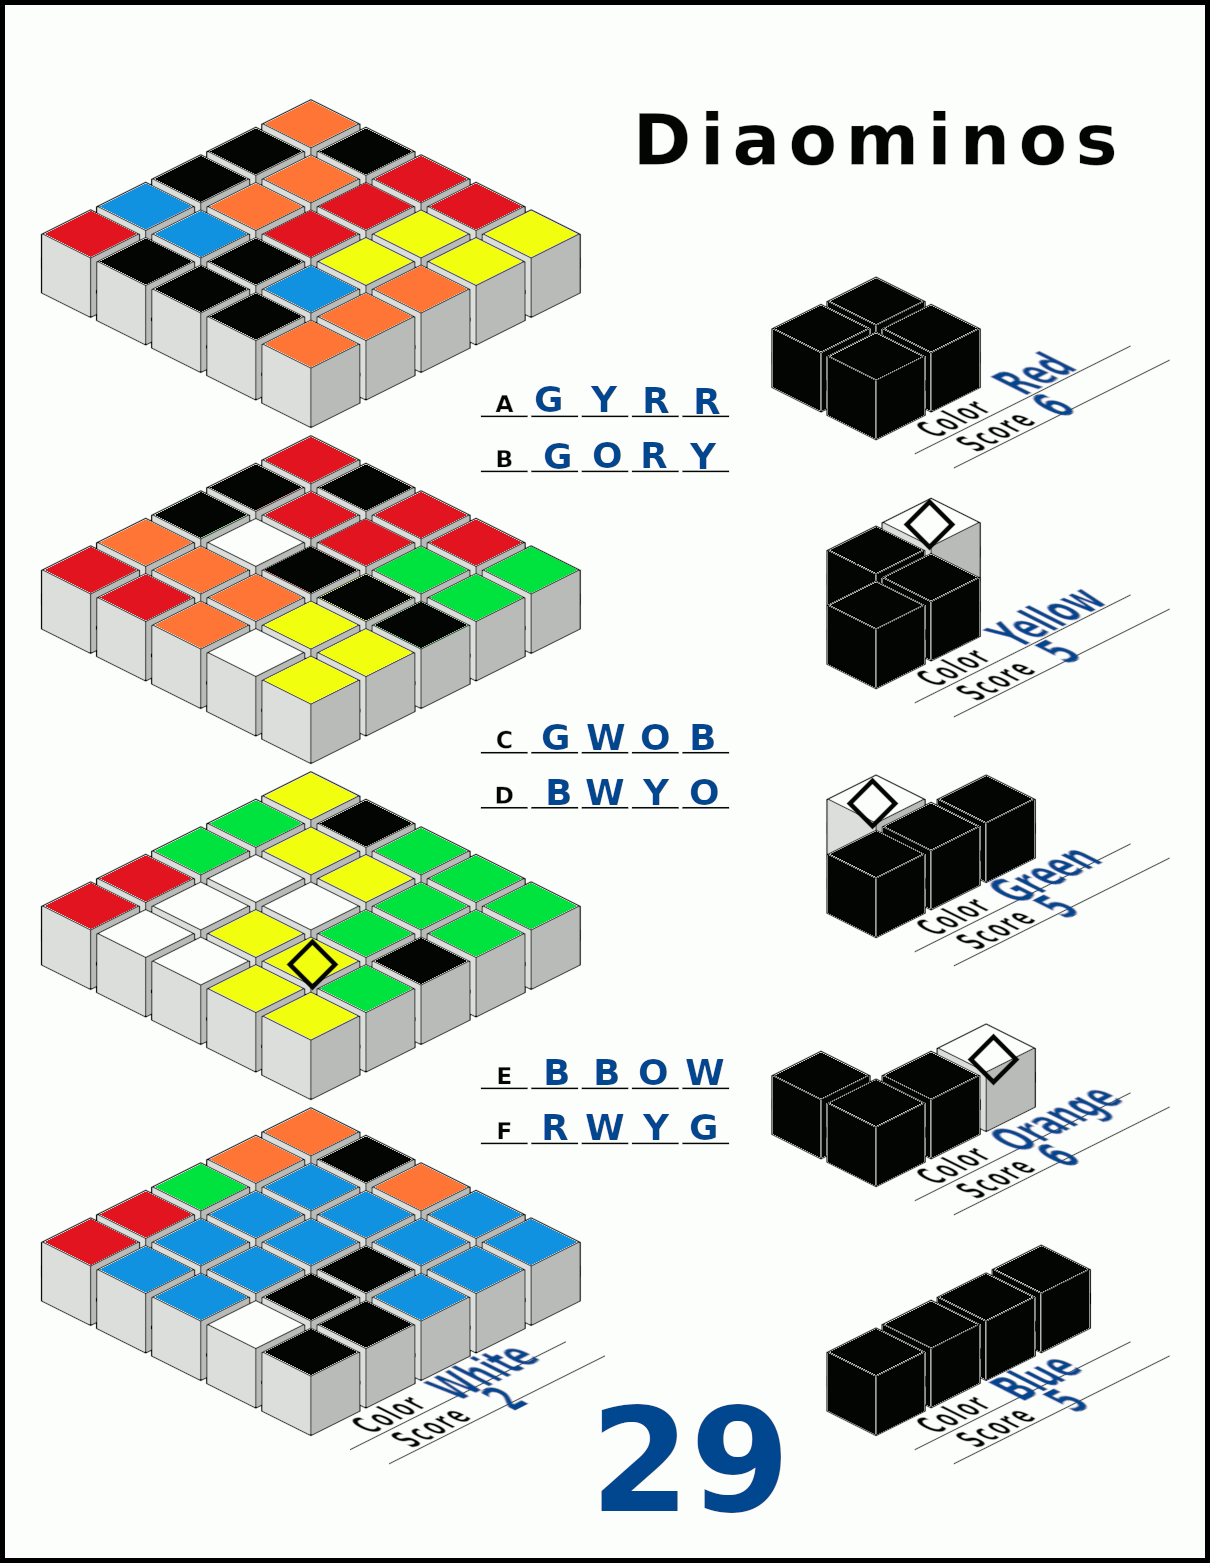 Diaominos
Color Red
Score 6
A G Y R R
B G O R Y
Color Yellow
Score 5
C G W O B
D B W Y O
Color Green
Score 5
E B B O W
F R W Y G
Color Orange
Score 6
Color White
Score 2
Color Blue
Score 5
29